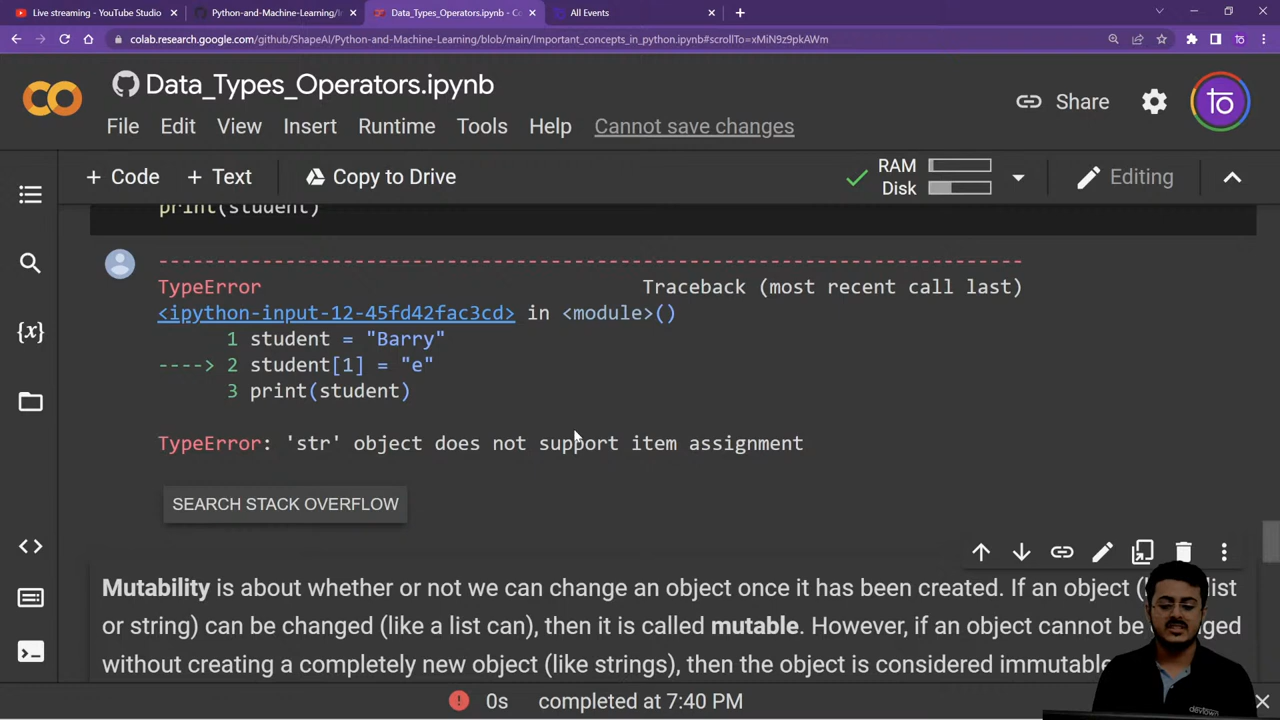 Live streaming - YouTube Studio
Python-and-Machine-Learning/I
Data_Types_Operators.ipynb - Co
All Events
colab.research.google.com/github/ShapeAI/Python-and-Machine-Learning/blob/main/Important_concepts_in_python.ipynb#scrollTo=xMiN9z9pkAWm
Data_Types_Operators.ipynb
Share
File Edit View Insert Runtime Tools Help Cannot save changes
+ Code + Text Copy to Drive
RAM
Disk
Editing
print(student)
---------------------------------------------------------------------------
TypeError Traceback (most recent call last)
<ipython-input-12-45fd42fac3cd> in <module>()
1 student = "Barry"
----> 2 student[1] = "e"
3 print(student)
TypeError: 'str' object does not support item assignment
SEARCH STACK OVERFLOW
Mutability is about whether or not we can change an object once it has been created. If an object ( list
or string) can be changed (like a list can), then it is called mutable. However, if an object cannot be
without creating a completely new object (like strings), then the object is considered immutable
0s completed at 7:40 PM
devtown